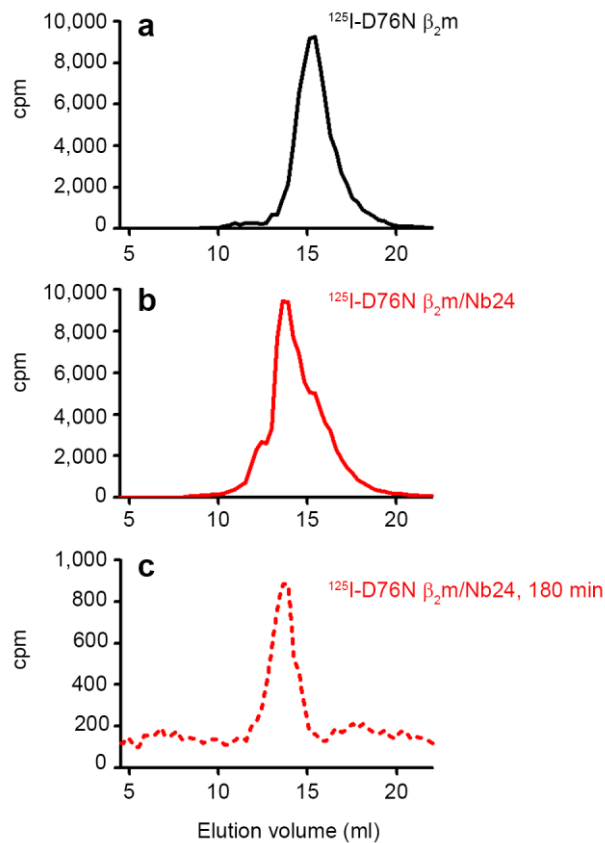 a
¹²⁵I-D76N β₂m
cpm
10,000
8,000
6,000
4,000
2,000
0
5 10 15 20
b
¹²⁵I-D76N β₂m/Nb24
cpm
10,000
8,000
6,000
4,000
2,000
0
5 10 15 20
c
¹²⁵I-D76N β₂m/Nb24, 180 min
cpm
1,000
800
600
400
200
0
5 10 15 20
Elution volume (ml)